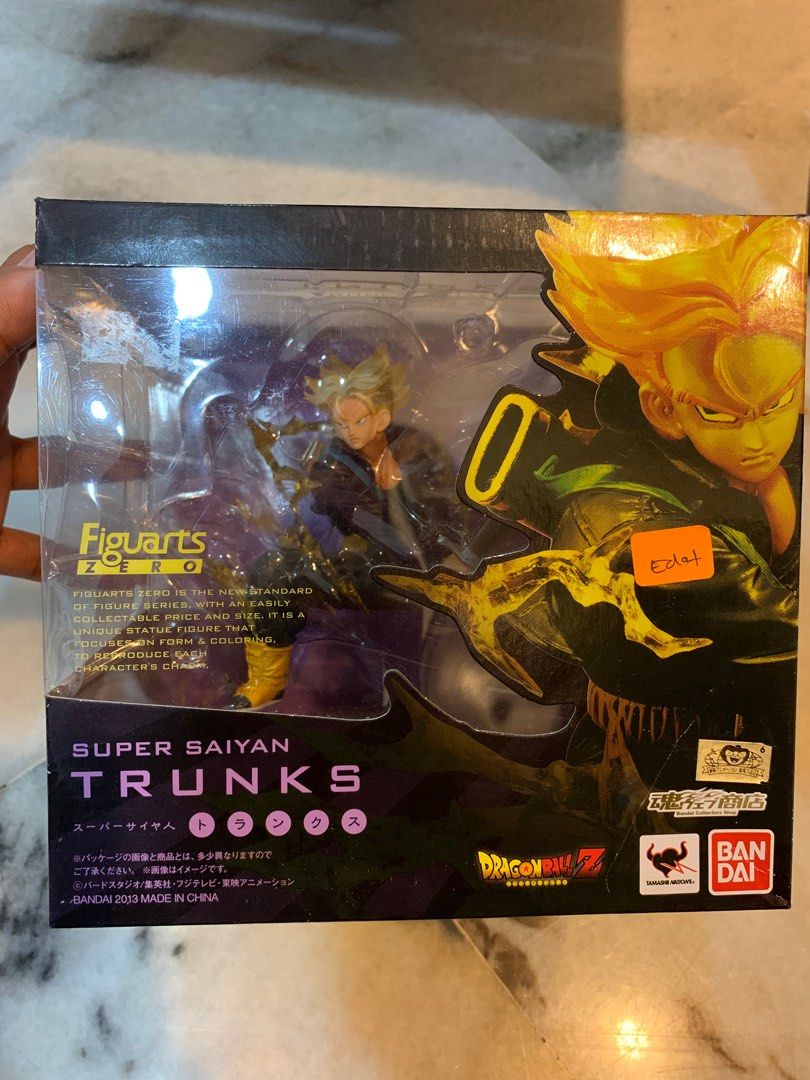 Figuarts
ZERO
FIGUARTS ZERO IS THE NEW STANDARD
OF FIGURE SERIES, WITH AN EASILY
COLLECTABLE PRICE AND SIZE, IT IS A
UNIQUE STATUE FIGURE THAT
FOCUSES ON FORM & COLORING,
TO REPRODUCE EACH
CHARACTER'S CHARM.
Edat
SUPER SAIYAN
TRUNKS
スーパーサイヤ人 トランクス
※パッケージの画像と商品とは、多少異なりますので
ご了承ください。 ※画像はイメージです。
©バードスタジオ/集英社・フジテレビ・東映アニメーション
BANDAI 2013 MADE IN CHINA
6
魂ウェブ商店
Bandai Collectors Shop
DRAGONBALL Z
TAMASHII NATIONS
BAN
DAI